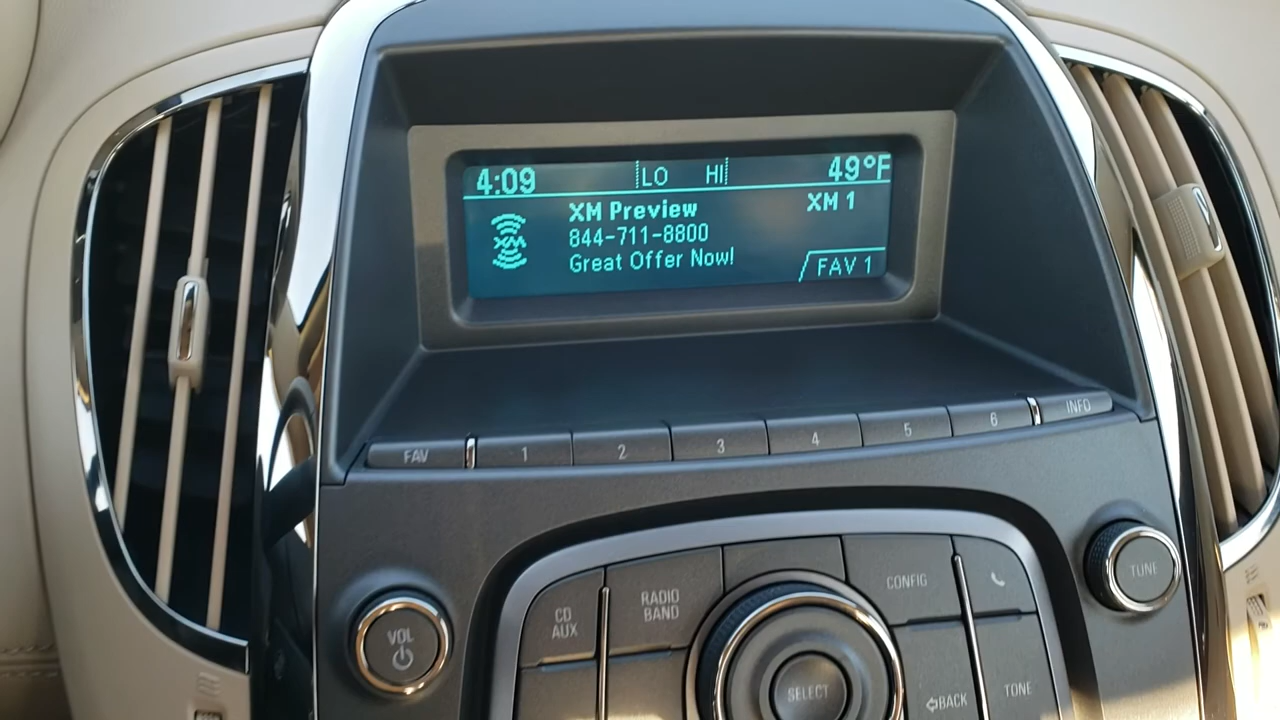 4:09 LO HI 49°F
XM Preview XM 1
844-711-8800
XM
Great Offer Now!
FAV 1
FAV 1 2 3 4 5 6 INFO
CONFIG
TUNE
RADIO
BAND
CD
AUX
VOL
SELECT
BACK
TONE